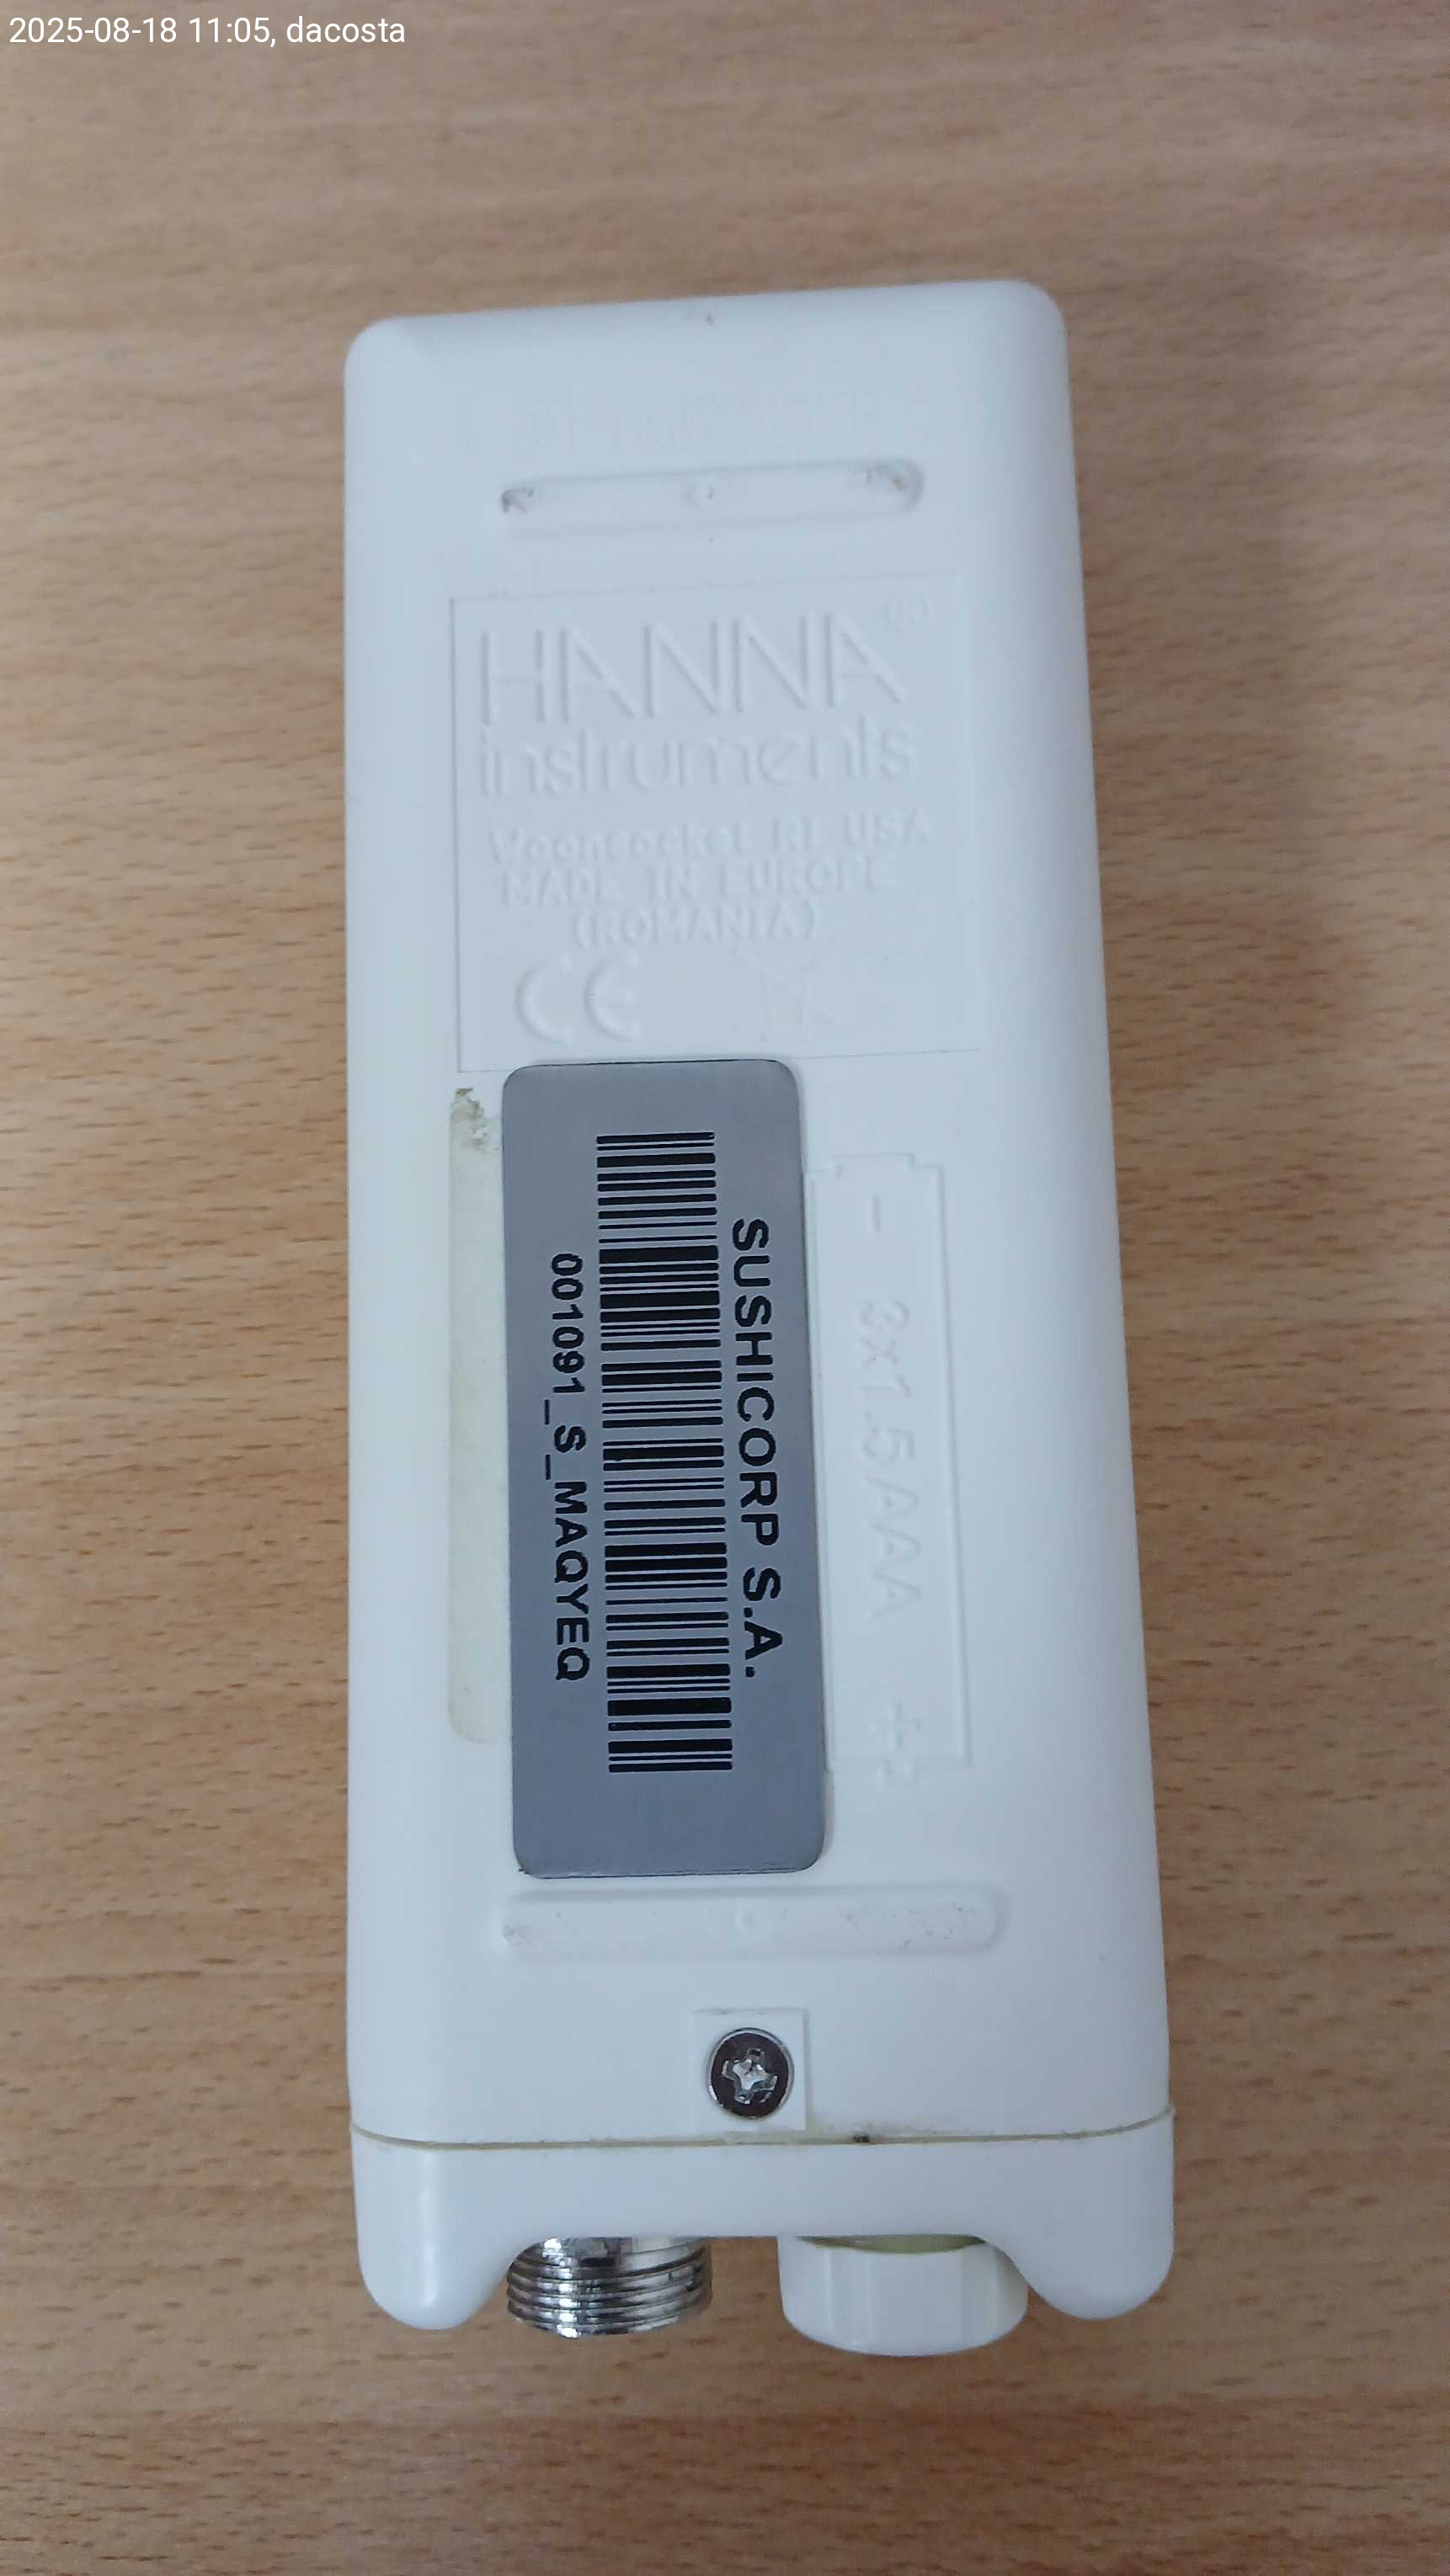 2025-08-18 11:05, dacosta
HANNA®
instruments
Woonsocket RI USA
MADE IN EUROPE
(ROMANIA)
CE
SUSHICORP S.A.
001091_S_MAQYEQ
- 3x1.5AAA +